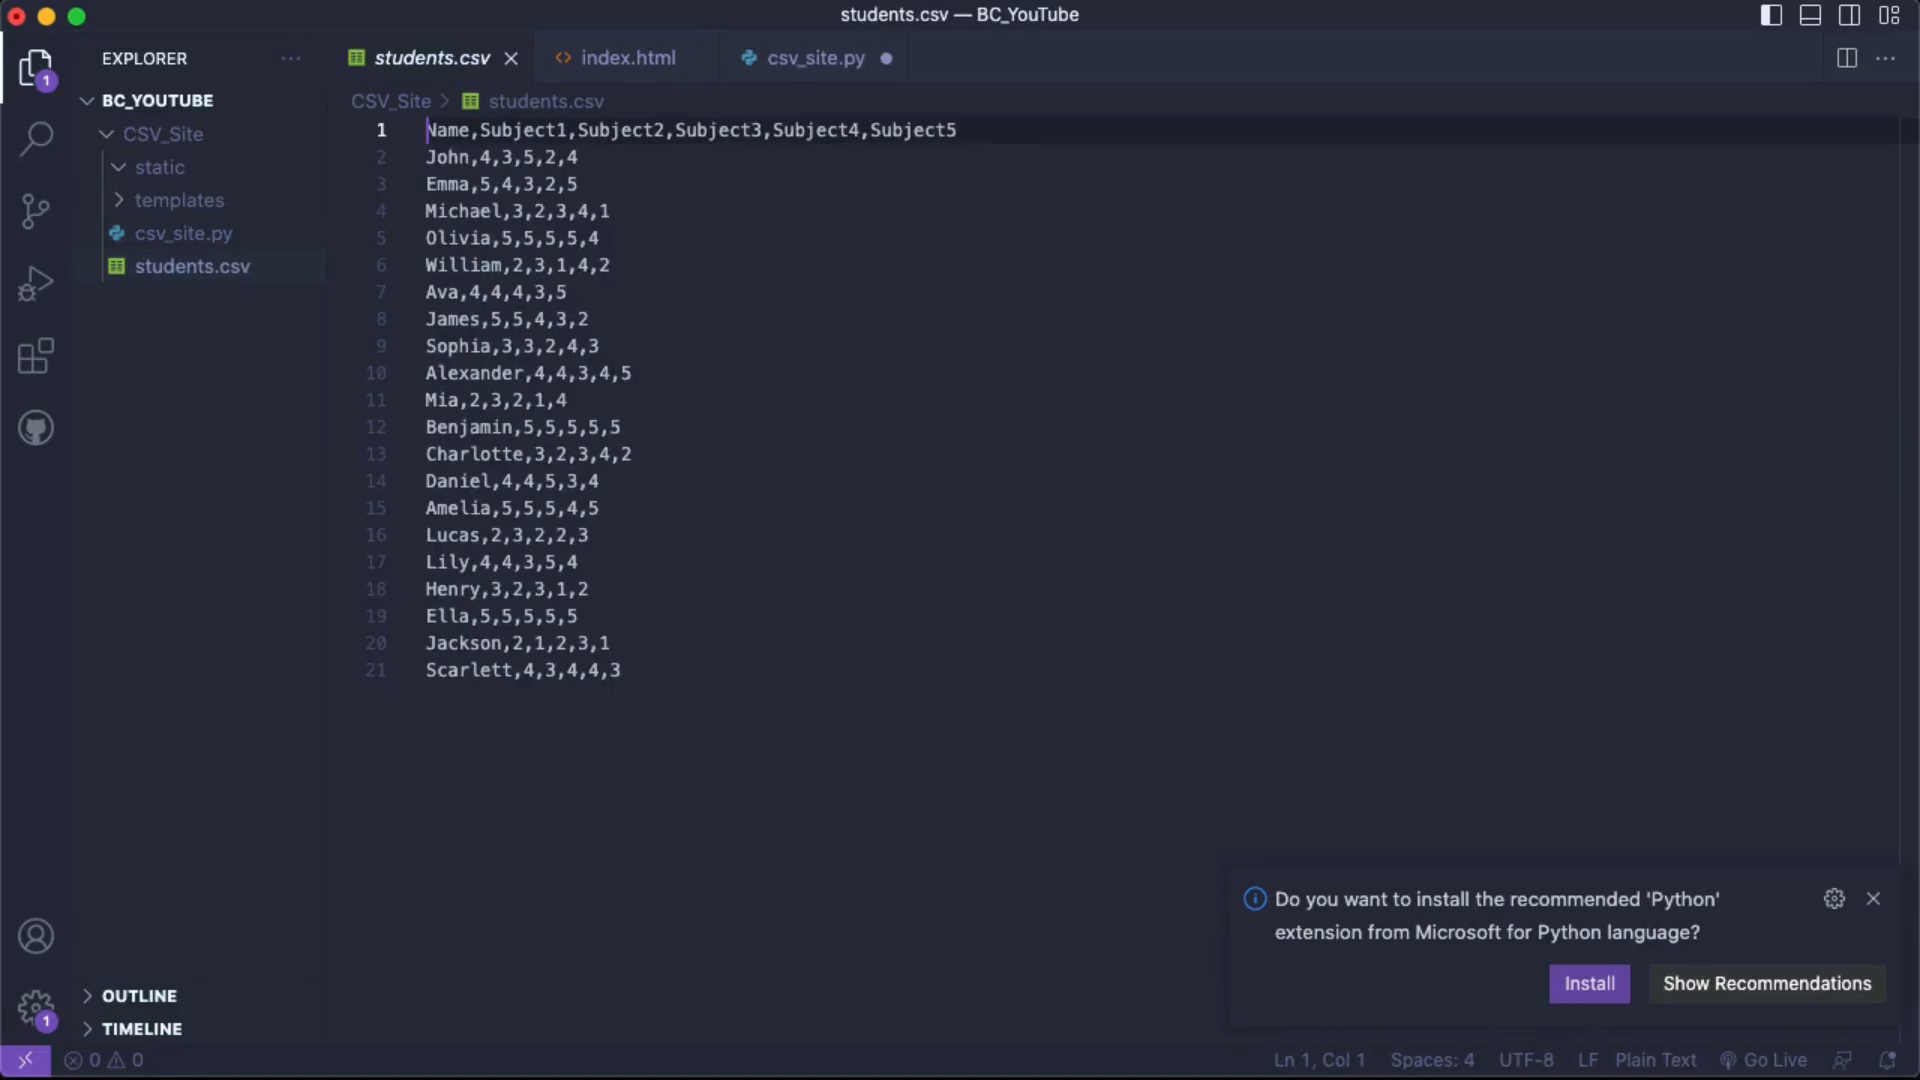 students.csv — BC_YouTube
EXPLORER
students.csv
index.html
csv_site.py
1
BC_YOUTUBE
CSV_Site
static
templates
csv_site.py
students.csv
CSV_Site > students.csv
1 Name,Subject1,Subject2,Subject3,Subject4,Subject5
2 John,4,3,5,2,4
3 Emma,5,4,3,2,5
4 Michael,3,2,3,4,1
5 Olivia,5,5,5,5,4
6 William,2,3,1,4,2
7 Ava,4,4,4,3,5
8 James,5,5,4,3,2
9 Sophia,3,3,2,4,3
10 Alexander,4,4,3,4,5
11 Mia,2,3,2,1,4
12 Benjamin,5,5,5,5,5
13 Charlotte,3,2,3,4,2
14 Daniel,4,4,5,3,4
15 Amelia,5,5,5,4,5
16 Lucas,2,3,2,2,3
17 Lily,4,4,3,5,4
18 Henry,3,2,3,1,2
19 Ella,5,5,5,5,5
20 Jackson,2,1,2,3,1
21 Scarlett,4,3,4,4,3
Do you want to install the recommended 'Python'
extension from Microsoft for Python language?
Install
Show Recommendations
OUTLINE
1
TIMELINE
0 0
Ln 1, Col 1
Spaces: 4
UTF-8
LF
Plain Text
Go Live